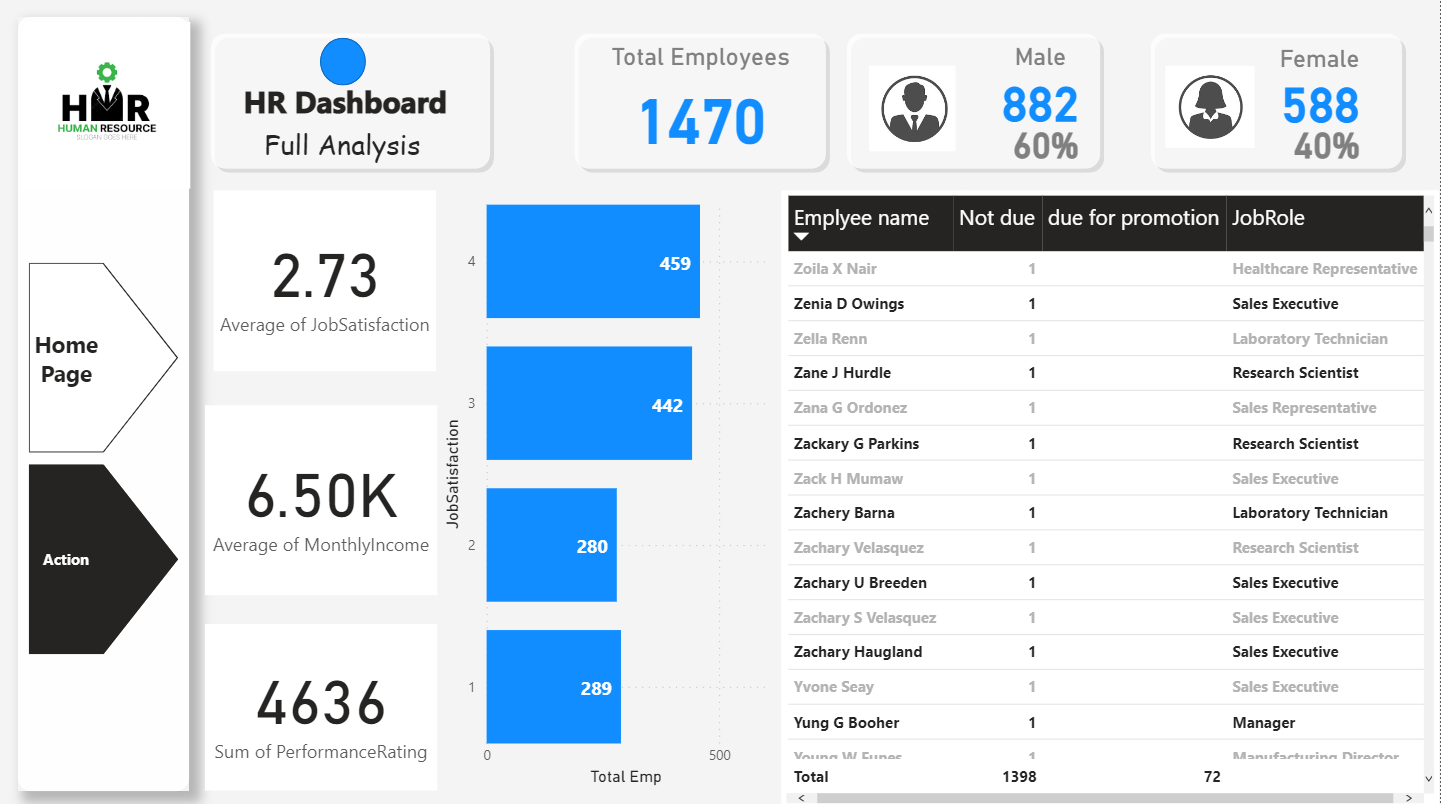 HR
HUMAN RESOURCE
SLOGAN GOES HERE
HR Dashboard
Full Analysis
Total Employees
1470
Male
882
60%
Female
588
40%
Home
Page
Action
2.73
Average of JobSatisfaction
6.50K
Average of MonthlyIncome
4636
Sum of PerformanceRating
JobSatisfaction
4
459
3
442
2
280
1
289
0
500
Total Emp
Emplyee name Not due due for promotion JobRole
Zoila X Nair 1 Healthcare Representative
Zenia D Owings 1 Sales Executive
Zella Renn 1 Laboratory Technician
Zane J Hurdle 1 Research Scientist
Zana G Ordonez 1 Sales Representative
Zackary G Parkins 1 Research Scientist
Zack H Mumaw 1 Sales Executive
Zachery Barna 1 Laboratory Technician
Zachary Velasquez 1 Research Scientist
Zachary U Breeden 1 Sales Executive
Zachary S Velasquez 1 Sales Executive
Zachary Haugland 1 Sales Executive
Yvone Seay 1 Sales Executive
Yung G Booher 1 Manager
Young W Funes 1 Manufacturing Director
Total 1398 72